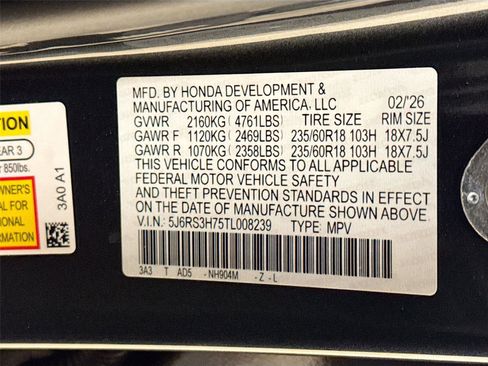 MFD. BY HONDA DEVELOPMENT &
MANUFACTURING OF AMERICA, LLC 02/'26
GVWR 2160KG (4761LBS) TIRE SIZE RIM SIZE
GAWR F 1120KG (2469LBS) 235/60R18 103H 18X7.5J
GAWR R 1070KG (2358LBS) 235/60R18 103H 18X7.5J
THIS VEHICLE CONFORMS TO ALL APPLICABLE
FEDERAL MOTOR VEHICLE SAFETY
AND THEFT PREVENTION STANDARDS IN EFFECT
ON THE DATE OF MANUFACTURE SHOWN ABOVE.
V.I.N.: 5J6RS3H75TL008239 TYPE: MPV
3A3 T AD5 - NH904M - Z - L
TION
EAR 3
r 850lbs.
WNER'S
AL FOR
IONAL
RMATION
3A0 A1